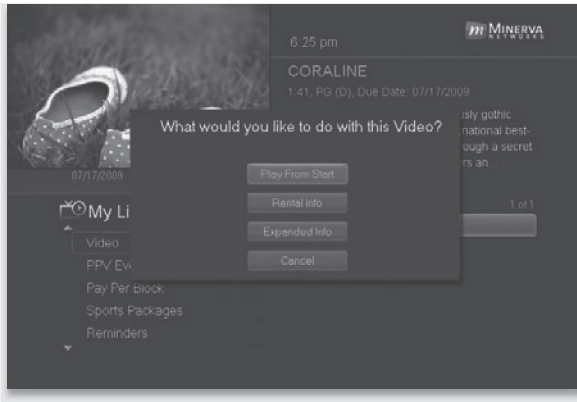 m MINERVA
NETWORKS
6:25 pm
CORALINE
1:41, PG (D), Due Date: 07/17/2009
usly gothic
national best-
ough a secret
rs an...
What would you like to do with this Video?
07/17/2009
Play From Start
Rental Info
Expanded Info
Cancel
1 of 1
My Li
Video
PPV Ev
Pay Per Block
Sports Packages
Reminders